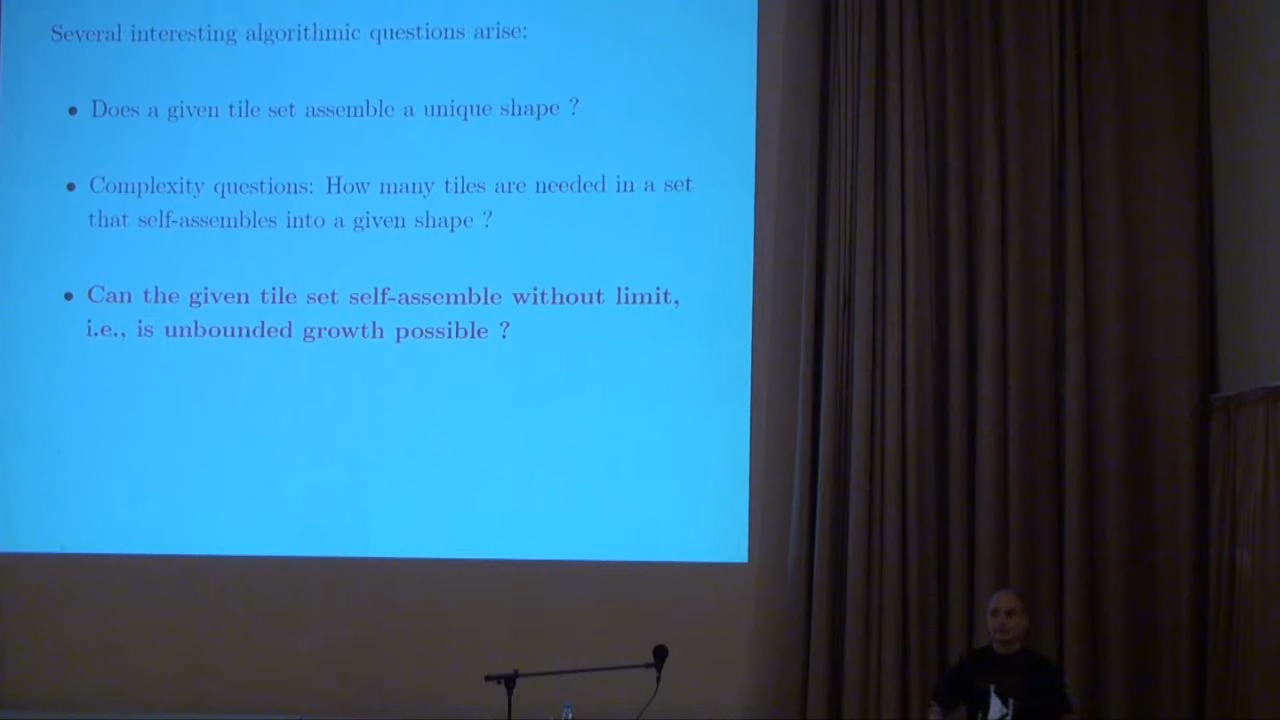 Several interesting algorithmic questions arise:
• Does a given tile set assemble a unique shape ?
• Complexity questions: How many tiles are needed in a set
that self-assembles into a given shape ?
• Can the given tile set self-assemble without limit,
i.e., is unbounded growth possible ?